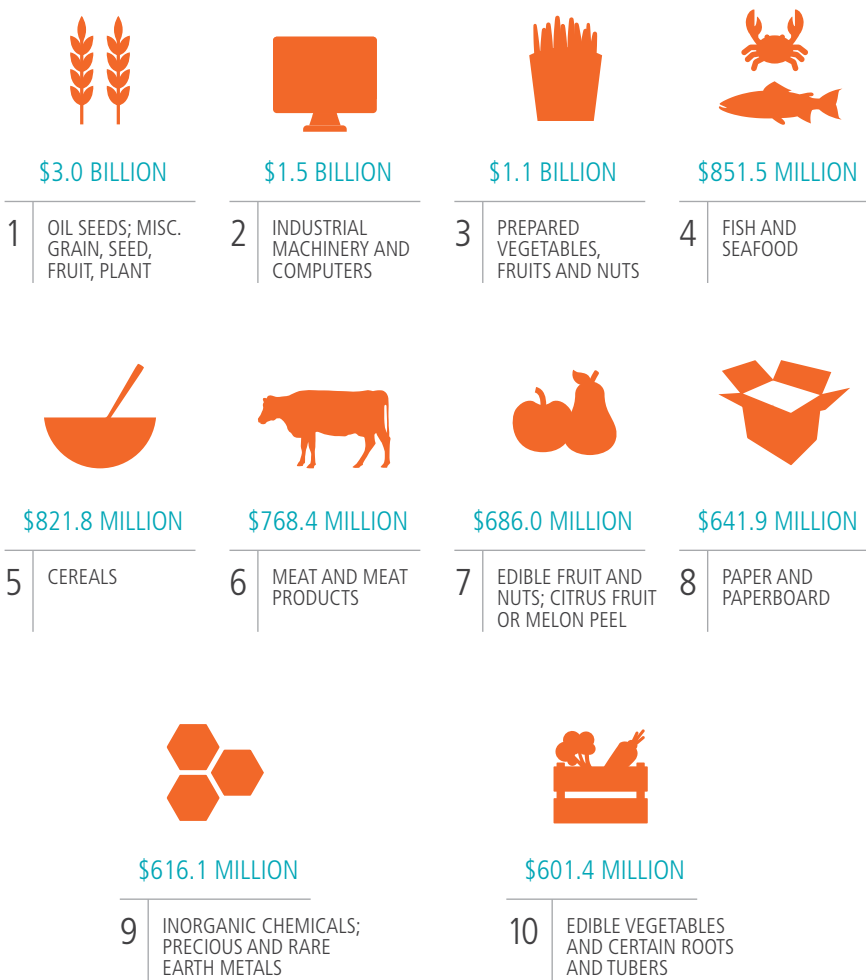 $3.0 BILLION
1
OIL SEEDS; MISC.
GRAIN, SEED,
FRUIT, PLANT
$1.5 BILLION
2
INDUSTRIAL
MACHINERY AND
COMPUTERS
$1.1 BILLION
3
PREPARED
VEGETABLES,
FRUITS AND NUTS
$851.5 MILLION
4
FISH AND
SEAFOOD
$821.8 MILLION
5
CEREALS
$768.4 MILLION
6
MEAT AND MEAT
PRODUCTS
$686.0 MILLION
7
EDIBLE FRUIT AND
NUTS; CITRUS FRUIT
OR MELON PEEL
$641.9 MILLION
8
PAPER AND
PAPERBOARD
$616.1 MILLION
9
INORGANIC CHEMICALS;
PRECIOUS AND RARE
EARTH METALS
$601.4 MILLION
10
EDIBLE VEGETABLES
AND CERTAIN ROOTS
AND TUBERS